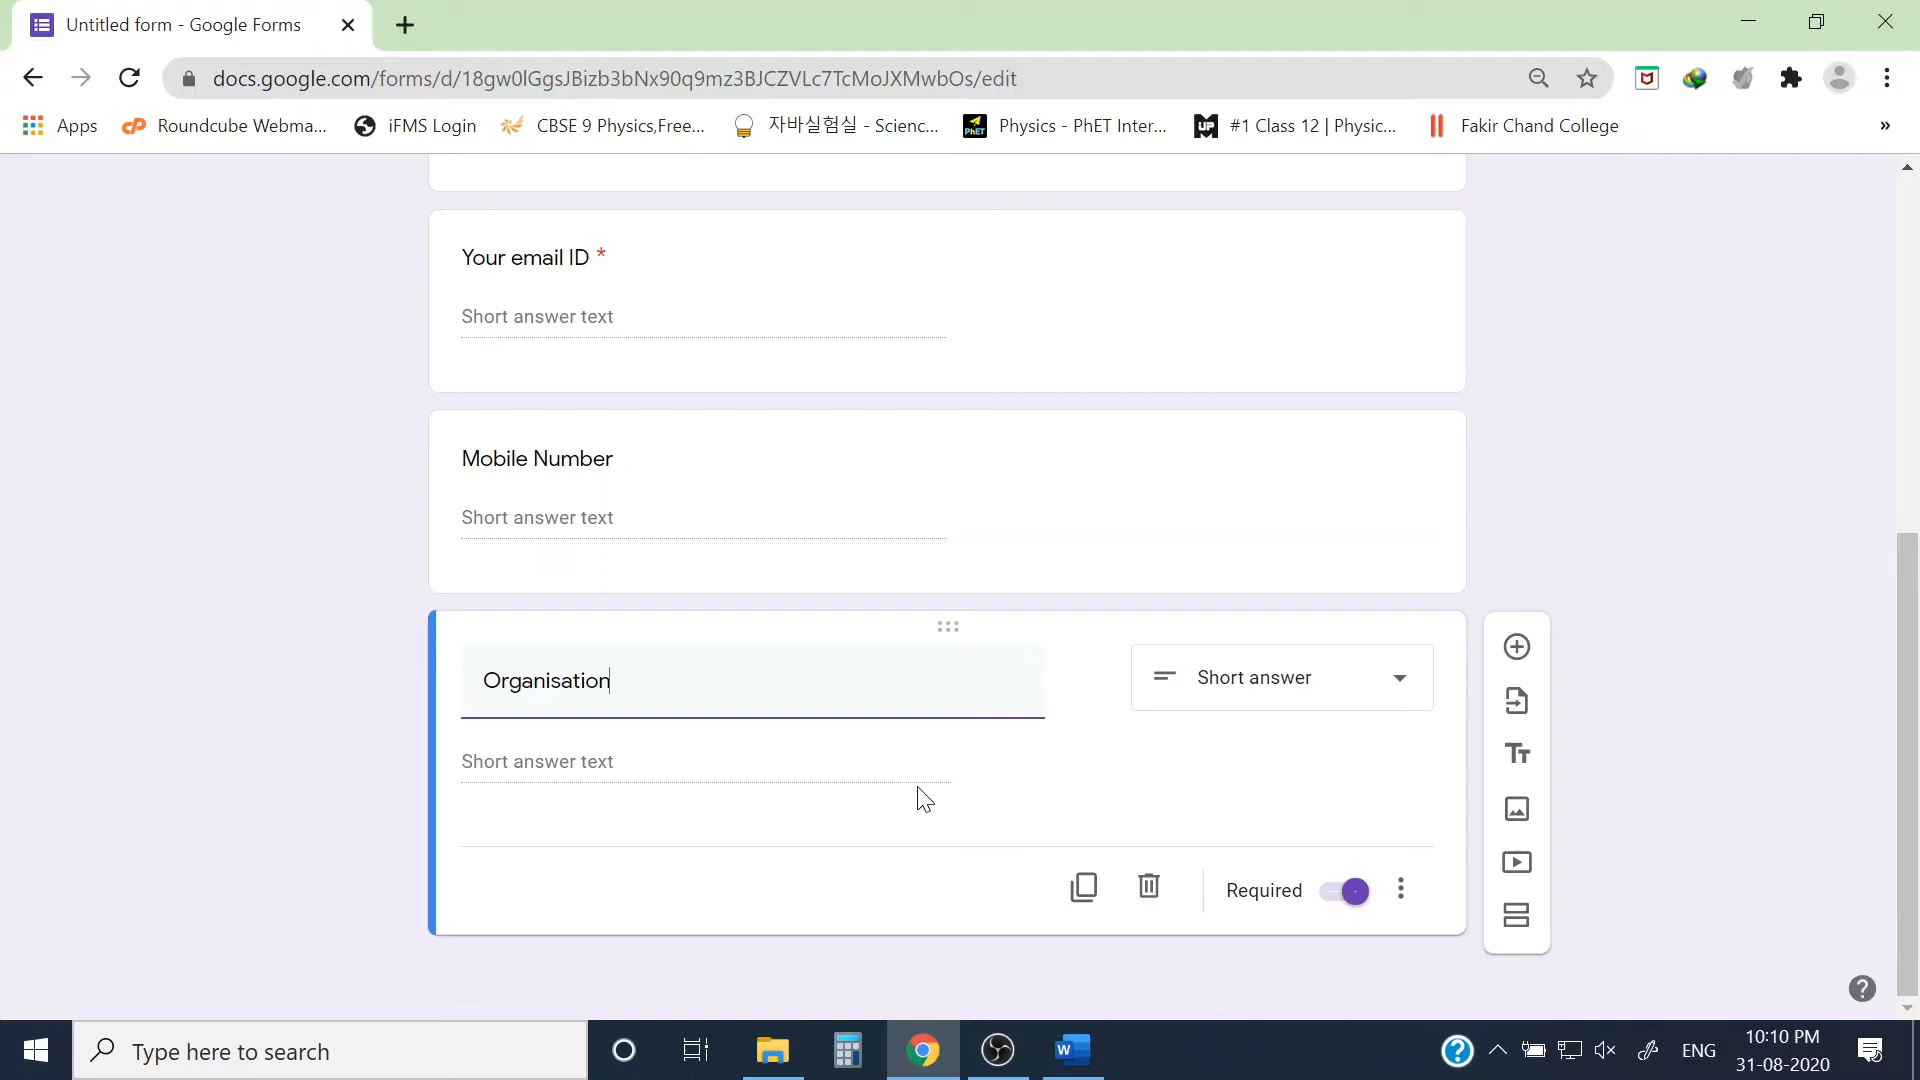 Untitled form - Google Forms
docs.google.com/forms/d/18gw0lGgsJBizb3bNx90q9mz3BJCZVLc7TcMoJXMwbOs/edit
Apps
Roundcube Webma...
iFMS Login
CBSE 9 Physics,Free...
자바실험실 - Scienc...
Physics - PhET Inter...
#1 Class 12 | Physic...
Fakir Chand College
»
Your email ID *
Short answer text
Mobile Number
Short answer text
Organisation
Short answer
Short answer text
Required
Type here to search
ENG
10:10 PM
31-08-2020